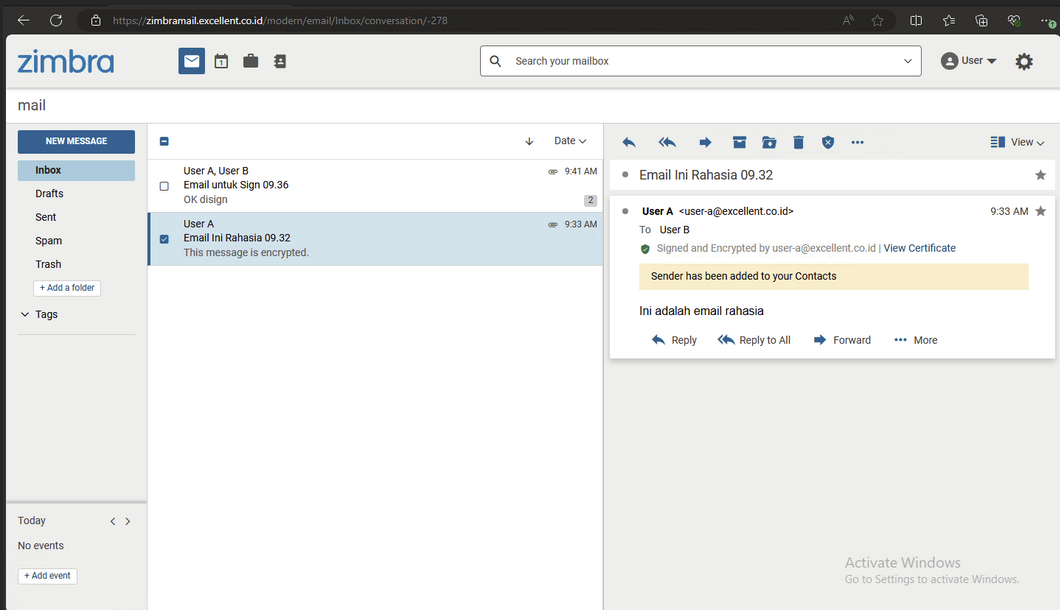 https://zimbramail.excellent.co.id/modern/email/Inbox/conversation/-278
zimbra
1
Search your mailbox
User
mail
NEW MESSAGE
Inbox
Drafts
Sent
Spam
Trash
+ Add a folder
Tags
Today
No events
+ Add event
Date
User A, User B
9:41 AM
Email untuk Sign 09.36
OK disign
2
User A
9:33 AM
Email Ini Rahasia 09.32
This message is encrypted.
View
Email Ini Rahasia 09.32
User A <user-a@excellent.co.id>
9:33 AM
To User B
Signed and Encrypted by user-a@excellent.co.id | View Certificate
Sender has been added to your Contacts
Ini adalah email rahasia
Reply
Reply to All
Forward
More
Activate Windows
Go to Settings to activate Windows.